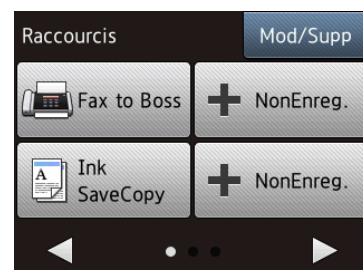 Raccourcis
Mod/Supp
Fax to Boss
NonEnreg.
Ink
SaveCopy
NonEnreg.